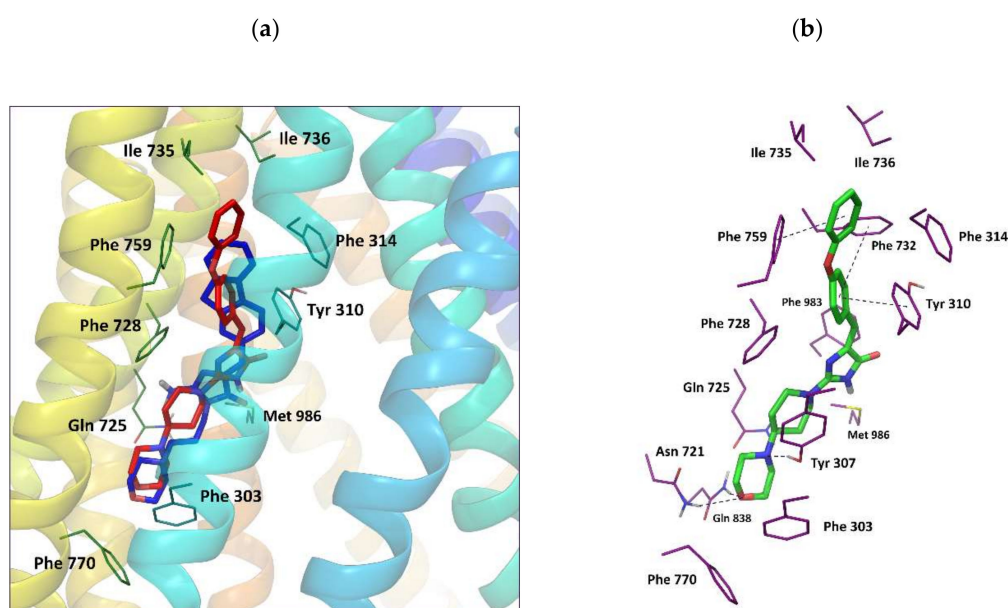 (a)
(b)
Ile 735
Ile 736
Phe 759
Phe 314
Phe 728
Tyr 310
Gln 725
Met 986
Phe 303
Phe 770
Ile 735
Ile 736
Phe 759
Phe 732
Phe 314
Phe 983
Tyr 310
Phe 728
Gln 725
Met 986
Asn 721
Tyr 307
Gln 838
Phe 303
Phe 770